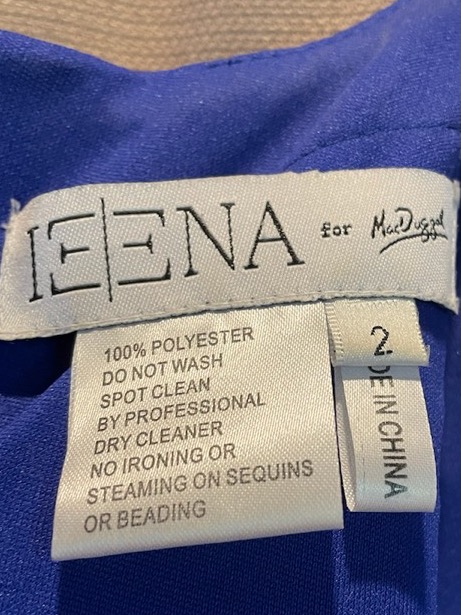 IEENA for MacDuggal
2
100% POLYESTER
DO NOT WASH
SPOT CLEAN
BY PROFESSIONAL
DRY CLEANER
NO IRONING OR
STEAMING ON SEQUINS
OR BEADING
DE IN CHINA